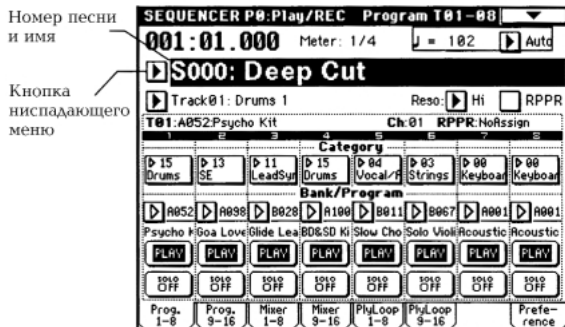 Номер песни
и имя
Кнопка
ниспадающего
меню
SEQUENCER P0:Play/REC Program T01-08
001:01.000 Meter: 1/4 ♩ = 102 Auto
S000: Deep Cut
Track01: Drums 1 Reso: Hi RPPR
T01:A052:Psycho Kit Ch:01 RPPR:NoAssign
1 2 3 4 5 6 7 8
Category
15 13 11 15 04 03 00 00
Drums SE LeadSyn Drums Vocal/A Strings Keyboar Keyboar
Bank/Program
A052 A098 B028 A100 B011 B067 A001 A001
Psycho K Goa Love Glide Lea BD&SD Ki Slow Cho Solo Violi Acoustic Acoustic
PLAY PLAY PLAY PLAY PLAY PLAY PLAY PLAY
SOLO SOLO SOLO SOLO SOLO SOLO SOLO SOLO
OFF OFF OFF OFF OFF OFF OFF OFF
Prog. Prog. Mixer Mixer PlyLoop PlyLoop Prefe-
1-8 9-16 1-8 9-16 1-8 9-16 rence